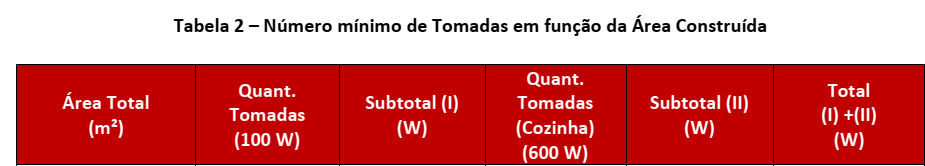 Tabela 2 – Número mínimo de Tomadas em função da Área Construída
Área Total
(m²)
Quant.
Tomadas
(100 W)
Subtotal (I)
(W)
Quant.
Tomadas
(Cozinha)
(600 W)
Subtotal (II)
(W)
Total
(I) +(II)
(W)